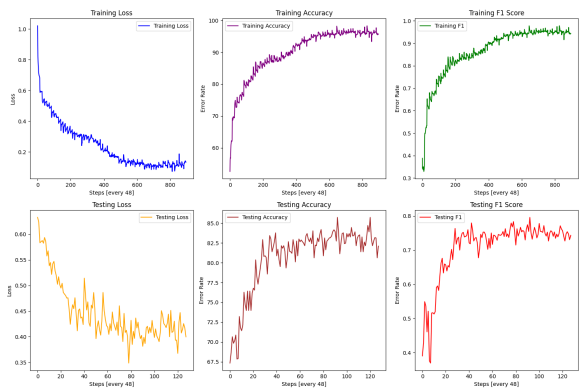 Training Loss
Training Loss
Loss
1.0
0.8
0.6
0.4
0.2
0 200 400 600 800
Steps [every 48]
Training Accuracy
Training Accuracy
Error Rate
100
90
80
70
60
0 200 400 600 800
Steps [every 48]
Training F1 Score
Training F1
Error Rate
1.0
0.9
0.8
0.7
0.6
0.5
0.4
0.3
0 200 400 600 800
Steps [every 48]
Testing Loss
Testing Loss
Loss
0.60
0.55
0.50
0.45
0.40
0.35
0 20 40 60 80 100 120
Steps [every 48]
Testing Accuracy
Testing Accuracy
Error Rate
85.0
82.5
80.0
77.5
75.0
72.5
70.0
67.5
0 20 40 60 80 100 120
Steps [every 48]
Testing F1 Score
Testing F1
Error Rate
0.8
0.7
0.6
0.5
0.4
0 20 40 60 80 100 120
Steps [every 48]